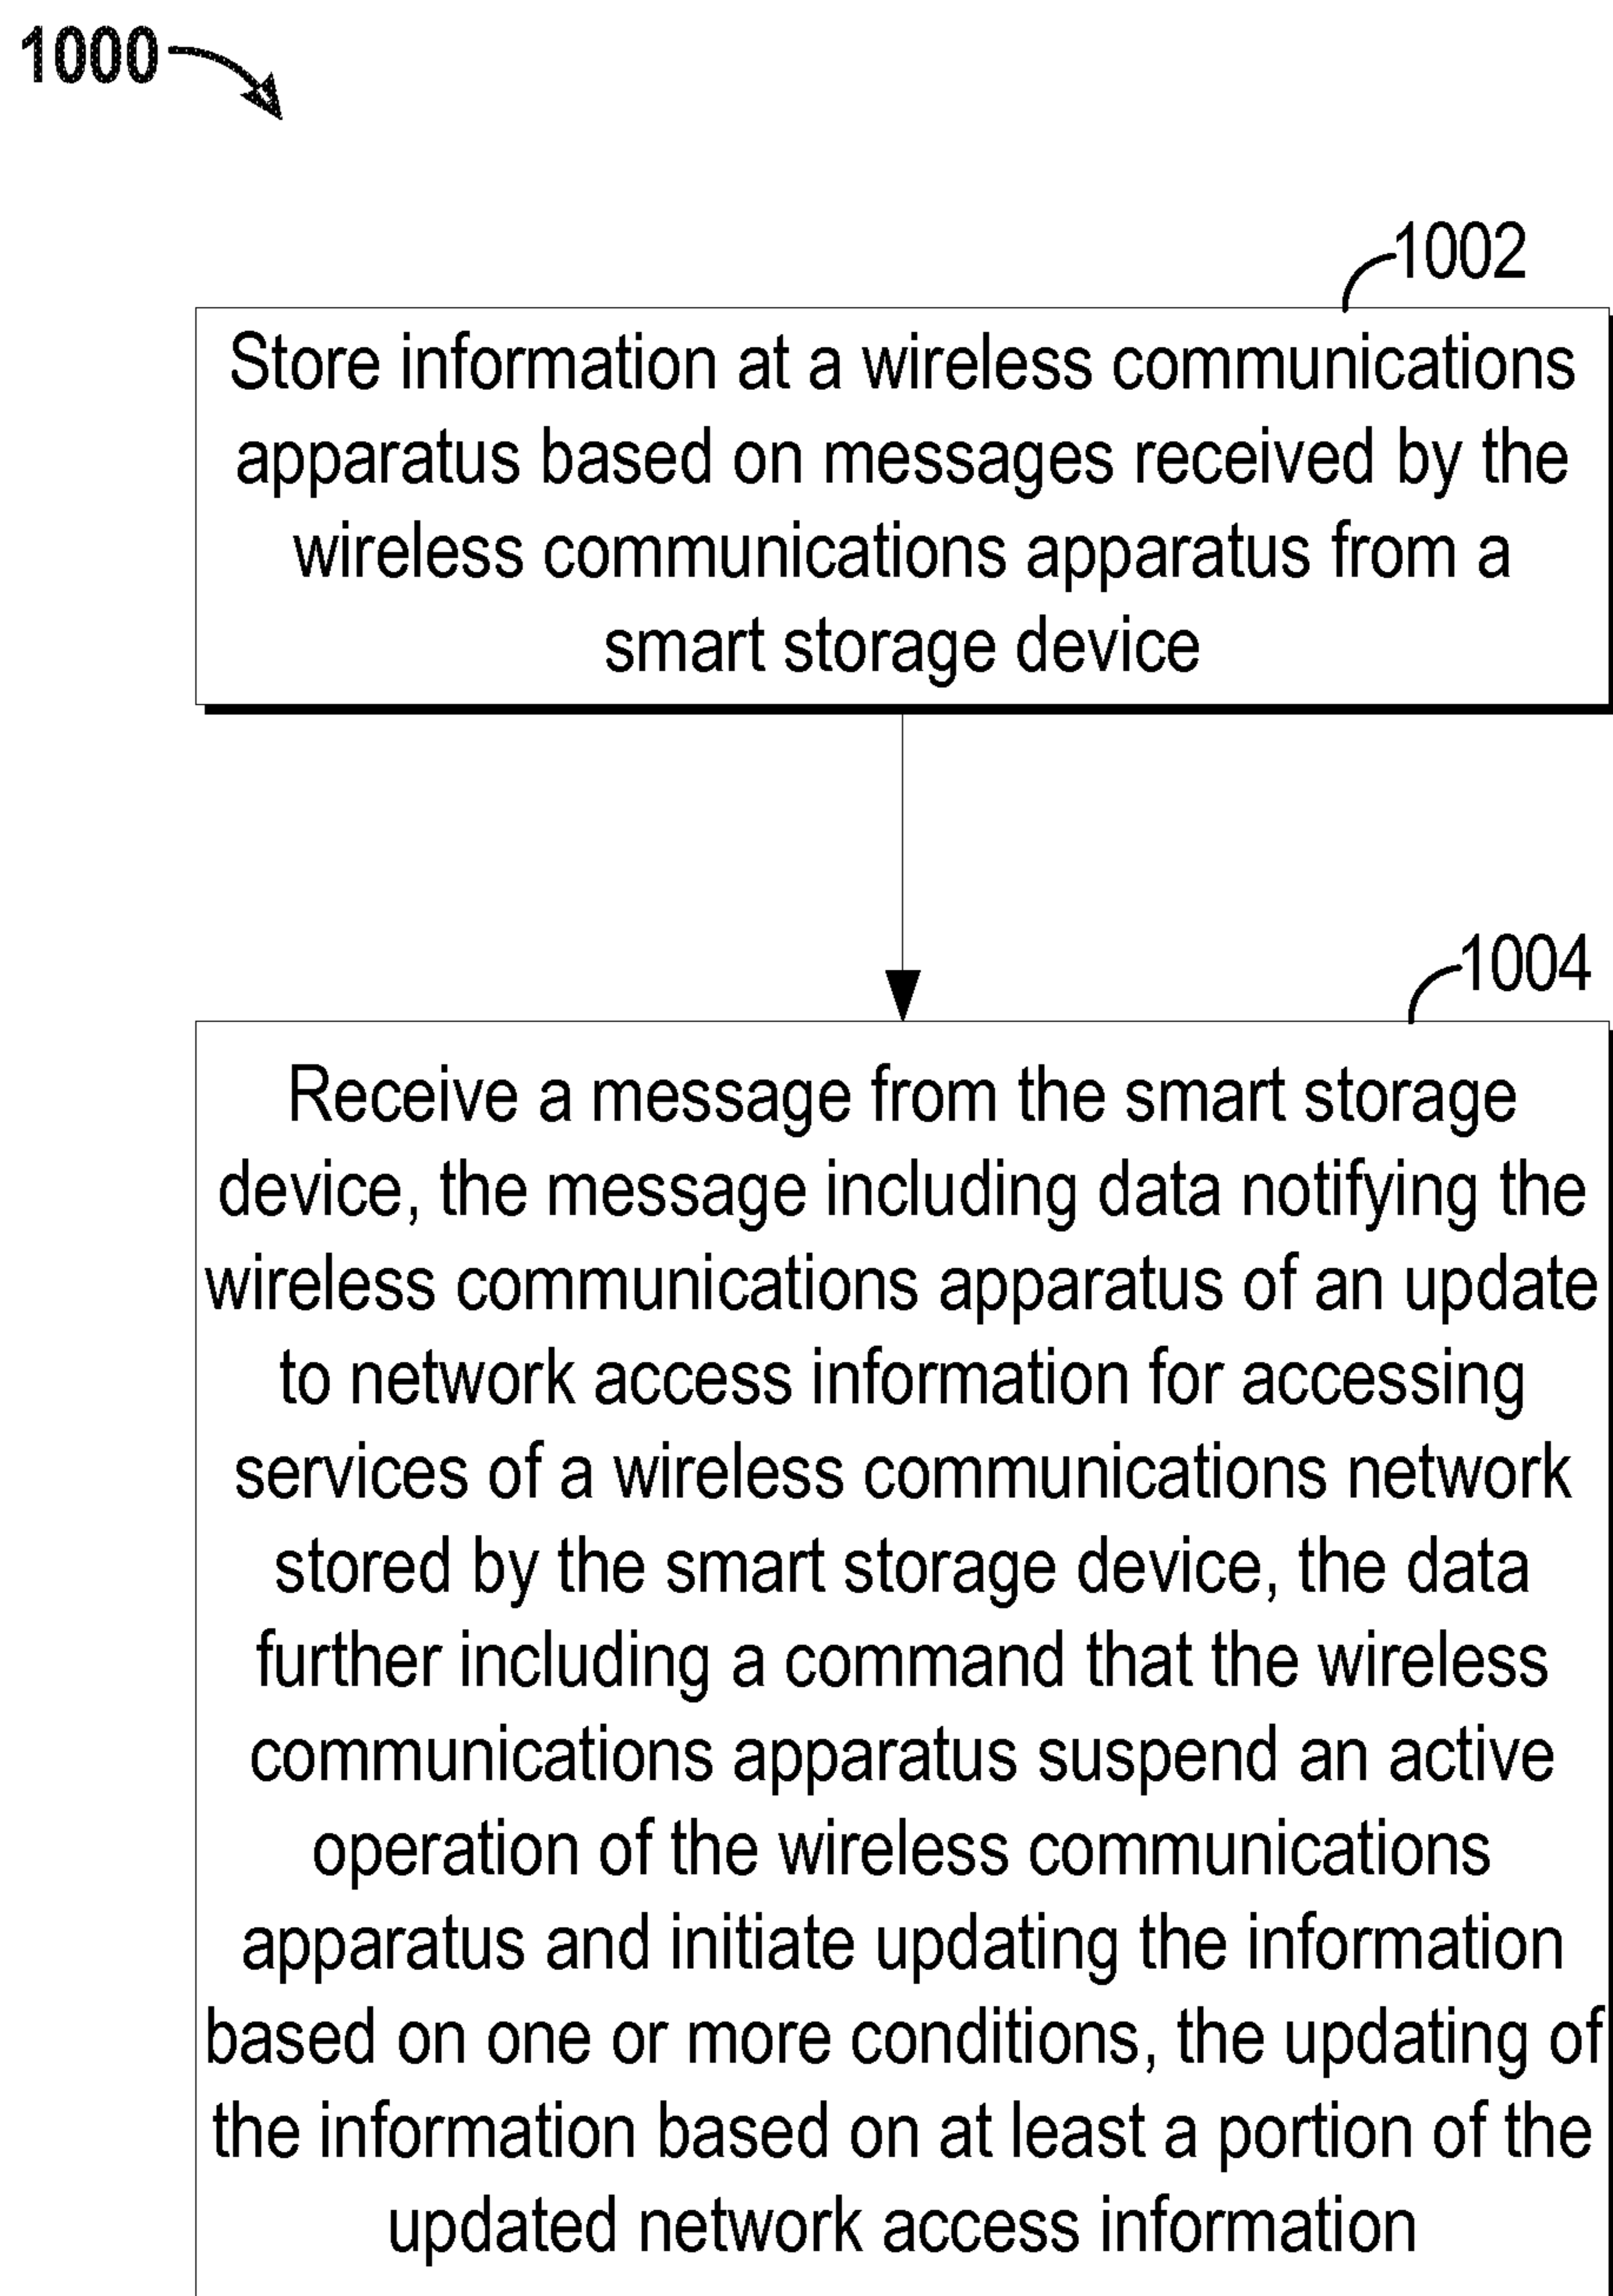 1000
1002
Store information at a wireless communications
apparatus based on messages received by the
wireless communications apparatus from a
smart storage device
1004
Receive a message from the smart storage
device, the message including data notifying the
wireless communications apparatus of an update
to network access information for accessing
services of a wireless communications network
stored by the smart storage device, the data
further including a command that the wireless
communications apparatus suspend an active
operation of the wireless communications
apparatus and initiate updating the information
based on one or more conditions, the updating of
the information based on at least a portion of the
updated network access information